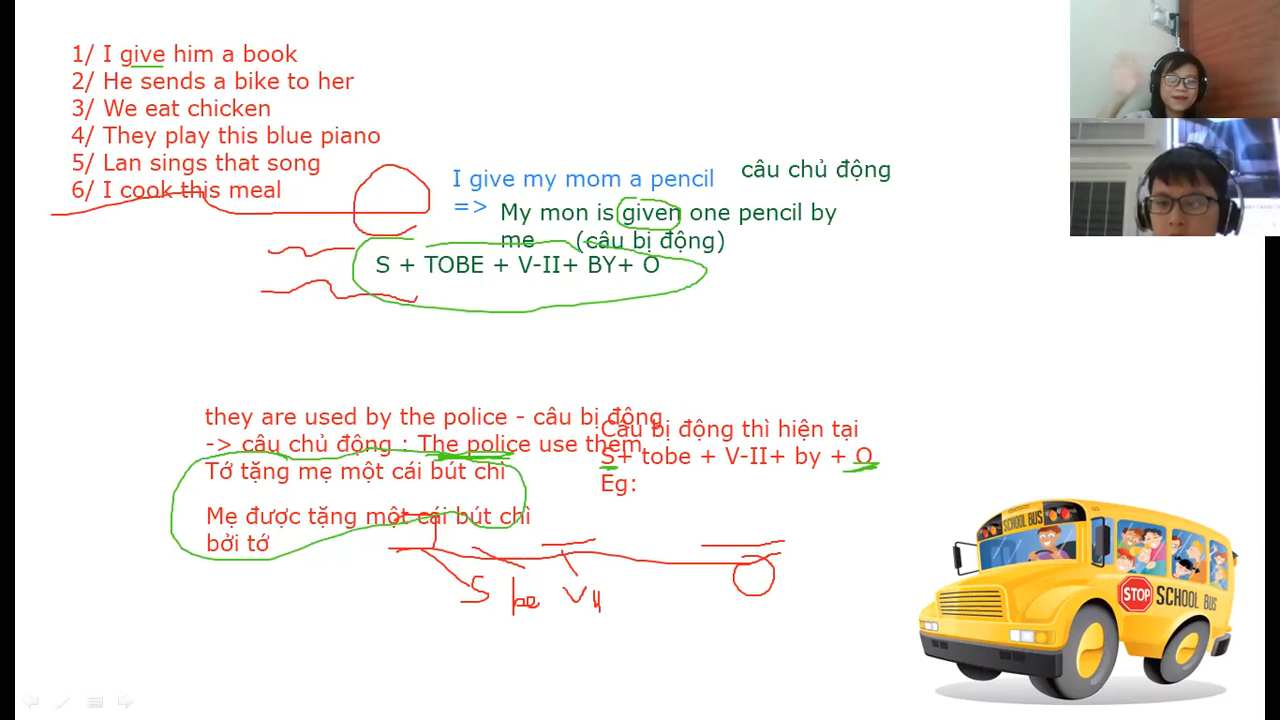 1/ I give him a book
2/ He sends a bike to her
3/ We eat chicken
4/ They play this blue piano
5/ Lan sings that song
6/ I cook this meal
I give my mom a pencil
câu chủ động
=>
My mon is given one pencil by
me (câu bị động)
S + TOBE + V-II+ BY+ O
they are used by the police - câu bị động
-> câu chủ động : The police use them
Tớ tặng mẹ một cái bút chì
Mẹ được tặng một cái bút chì
bởi tớ
Câu bị động thì hiện tại
S+ tobe + V-II+ by + O
Eg:
S be V II
SCHOOL BUS
STOP SCHOOL BUS